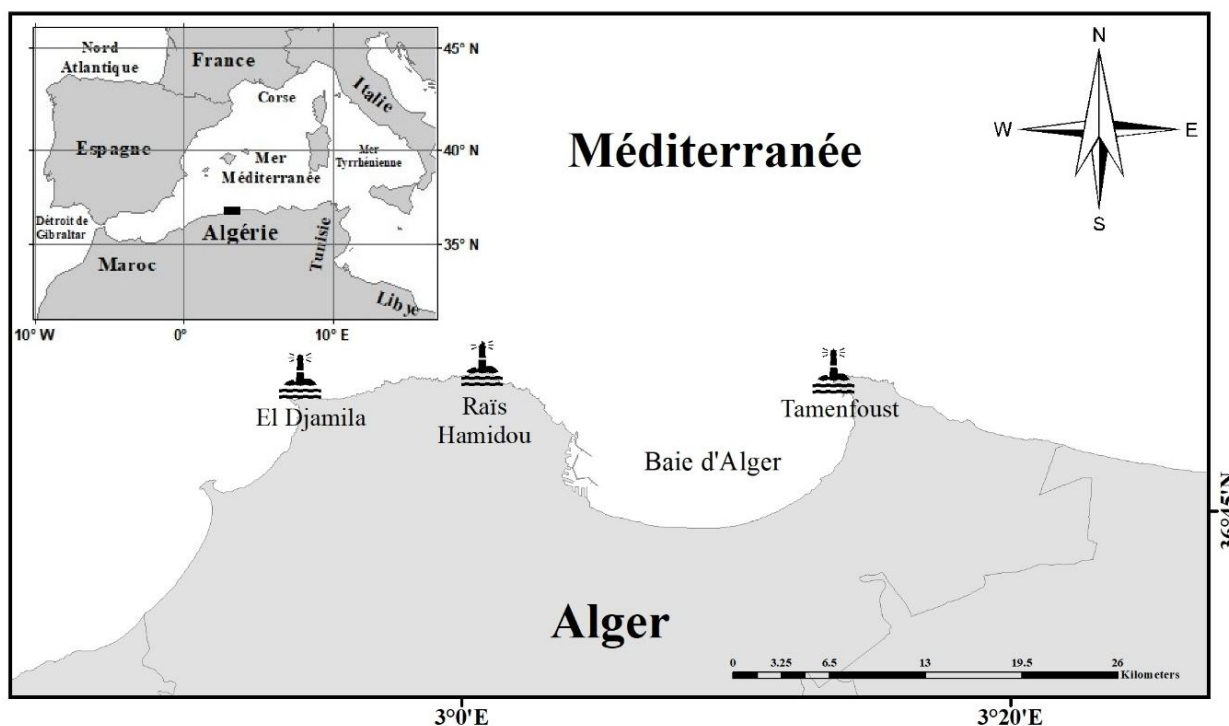 Nord
Atlantique
France
45° N
Corse
Italie
Espagne
Mer
Méditerranée
Mer
Tyrrhénienne
40° N
Détroit de
Gibraltar
Algérie
Tunisie
35° N
Maroc
Libye
10° W
0°
10° E
Méditerranée
N
W
E
S
El Djamila
Raïs
Hamidou
Tamenfoust
Baie d'Alger
36°45'N
Alger
0
3.25
6.5
13
19.5
26
Kilometers
3°0'E
3°20'E